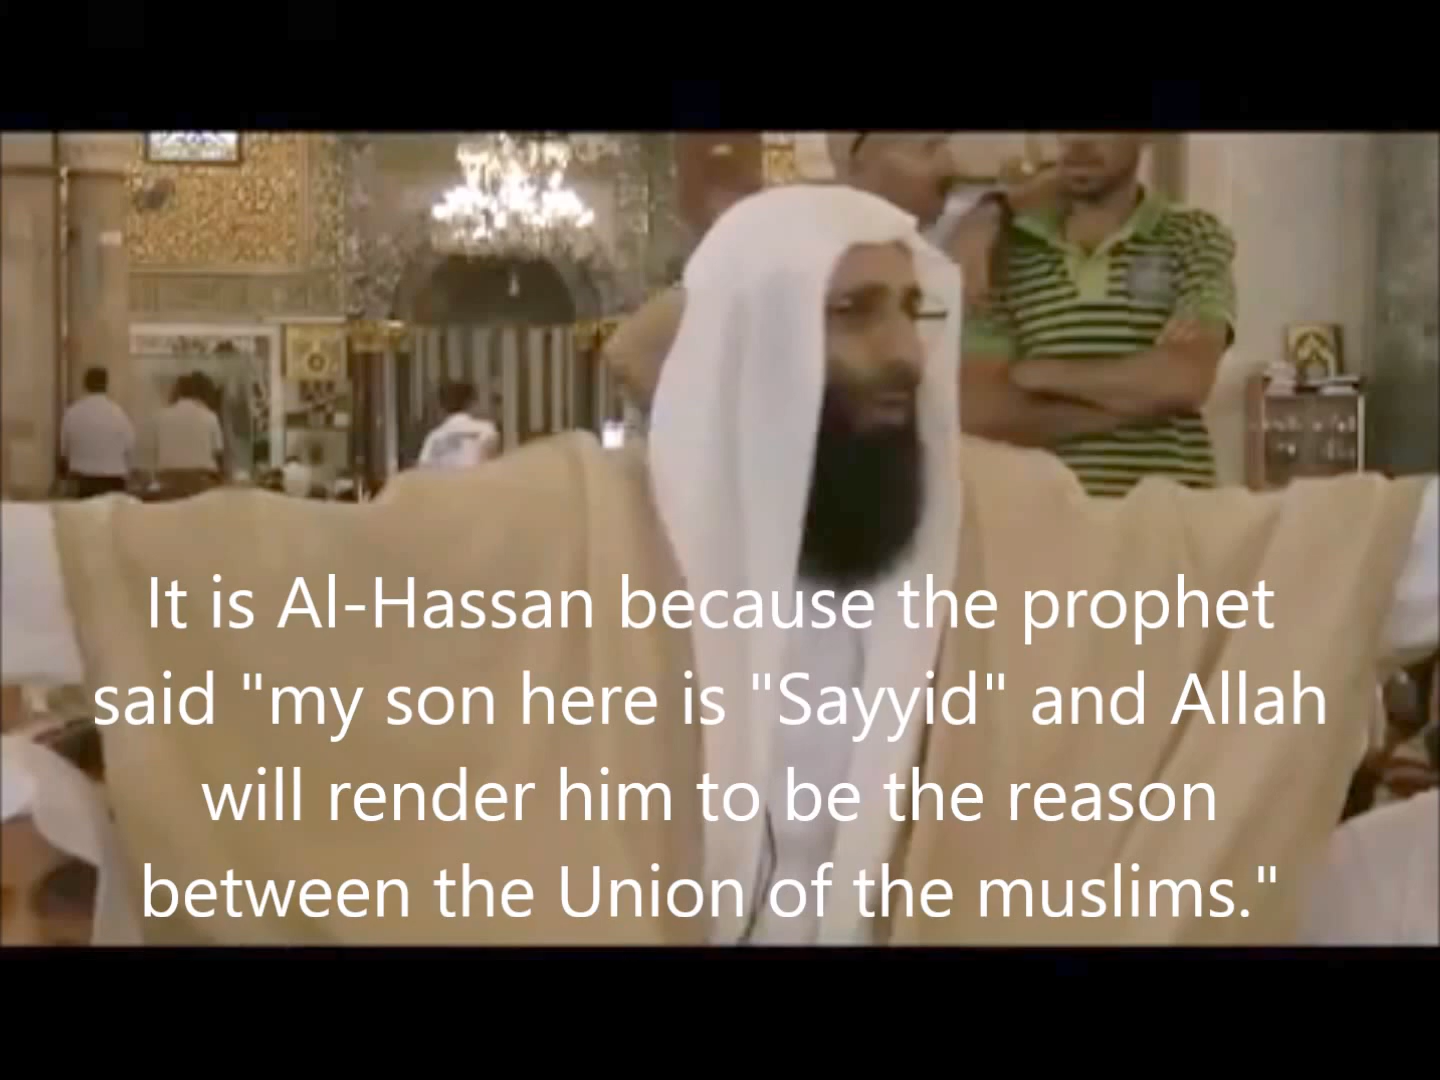 It is Al-Hassan because the prophet
said "my son here is "Sayyid" and Allah
will render him to be the reason
between the Union of the muslims."